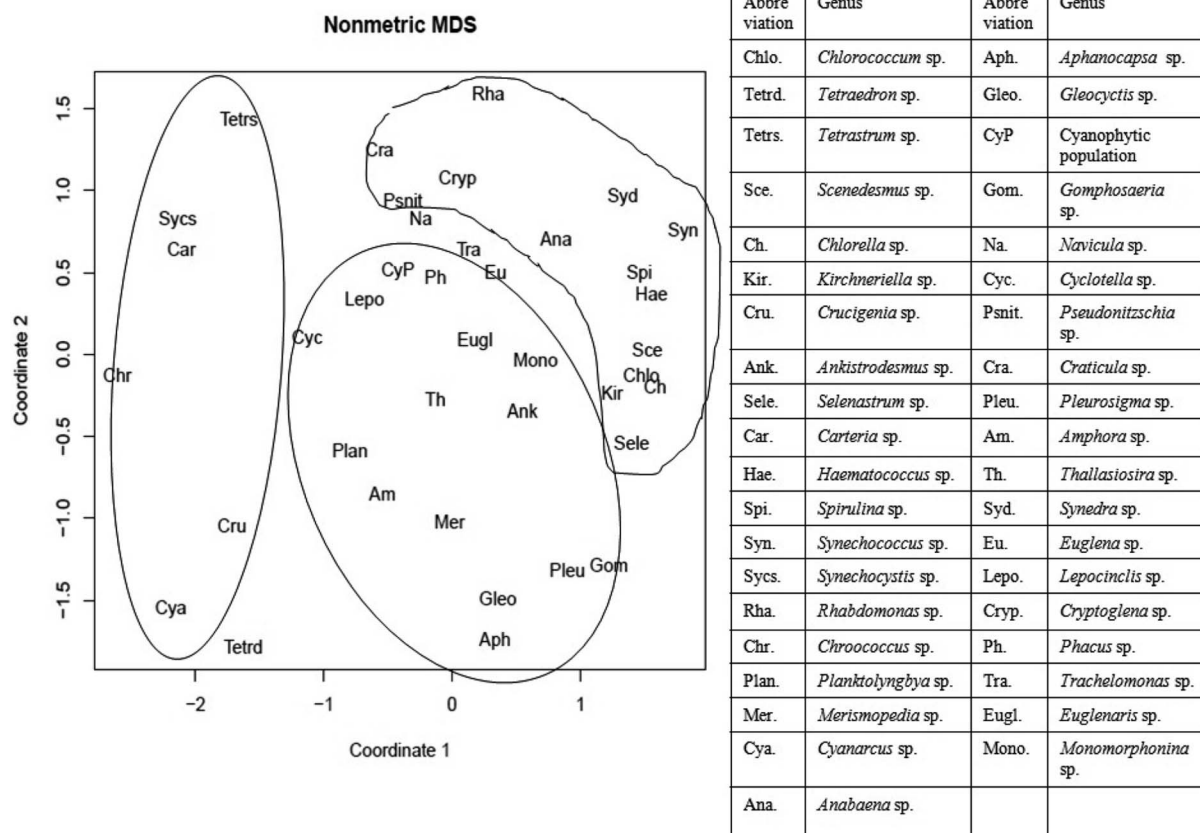 Nonmetric MDS
Coordinate 2
1.5
1.0
0.5
0.0
−0.5
−1.0
−1.5
Rha
Tetrs
Cra
Cryp
Psnit
Syd
Na
Sycs
Syn
Ana
Car
Tra
CyP
Ph
Eu
Spi
Lepo
Hae
Cyc
Eugl
Mono
Sce
Chr
Chlo
Ch
Kir
Th
Ank
Sele
Plan
Am
Mer
Cru
Pleu
Gom
Gleo
Cya
Aph
Tetrd
−2
−1
0
1
Coordinate 1
Abbre
viation
Genus
Abbre
viation
Genus
Chlo.
Chlorococcum sp.
Aph.
Aphanocapsa sp.
Tetrd.
Tetraedron sp.
Gleo.
Gleocyctis sp.
Tetrs.
Tetrastrum sp.
CyP
Cyanophytic
population
Sce.
Scenedesmus sp.
Gom.
Gomphosaeria
sp.
Ch.
Chlorella sp.
Na.
Navicula sp.
Kir.
Kirchneriella sp.
Cyc.
Cyclotella sp.
Cru.
Crucigenia sp.
Psnit.
Pseudonitzschia
sp.
Ank.
Ankistrodesmus sp.
Cra.
Craticula sp.
Sele.
Selenastrum sp.
Pleu.
Pleurosigma sp.
Car.
Carteria sp.
Am.
Amphora sp.
Hae.
Haematococcus sp.
Th.
Thallasiosira sp.
Spi.
Spirulina sp.
Syd.
Synedra sp.
Syn.
Synechococcus sp.
Eu.
Euglena sp.
Sycs.
Synechocystis sp.
Lepo.
Lepocinclis sp.
Rha.
Rhabdomonas sp.
Cryp.
Cryptoglena sp.
Chr.
Chroococcus sp.
Ph.
Phacus sp.
Plan.
Planktolyngbya sp.
Tra.
Trachelomonas sp.
Mer.
Merismopedia sp.
Eugl.
Euglenaris sp.
Cya.
Cyanarcus sp.
Mono.
Monomorphonina
sp.
Ana.
Anabaena sp.